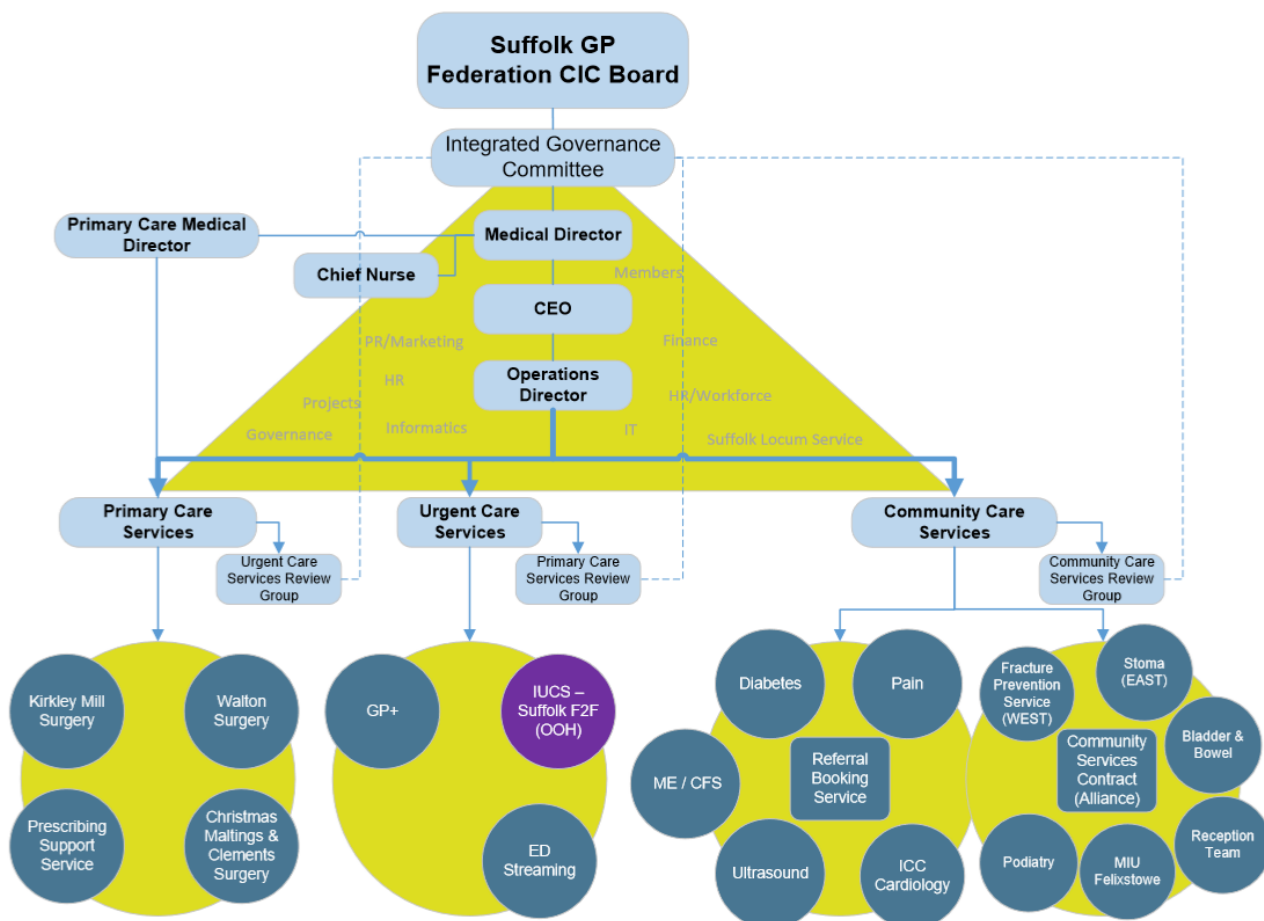 Suffolk GP
Federation CIC Board
Integrated Governance
Committee
Primary Care Medical
Director
Medical Director
Chief Nurse
Members
CEO
PR/Marketing
Finance
HR
Operations
Director
HR/Workforce
Projects
Informatics
IT
Governance
Suffolk Locum Service
Primary Care
Services
Urgent Care
Services Review
Group
Urgent Care
Services
Primary Care
Services Review
Group
Community Care
Services
Community Care
Services Review
Group
Kirkley Mill
Surgery
Walton
Surgery
Prescribing
Support
Service
Christmas
Maltings &
Clements
Surgery
GP+
IUCS –
Suffolk F2F
(OOH)
ED
Streaming
Diabetes
Pain
ME / CFS
Referral
Booking
Service
Ultrasound
ICC
Cardiology
Fracture
Prevention
Service
(WEST)
Stoma
(EAST)
Bladder &
Bowel
Community
Services
Contract
(Alliance)
Reception
Team
Podiatry
MIU
Felixstowe